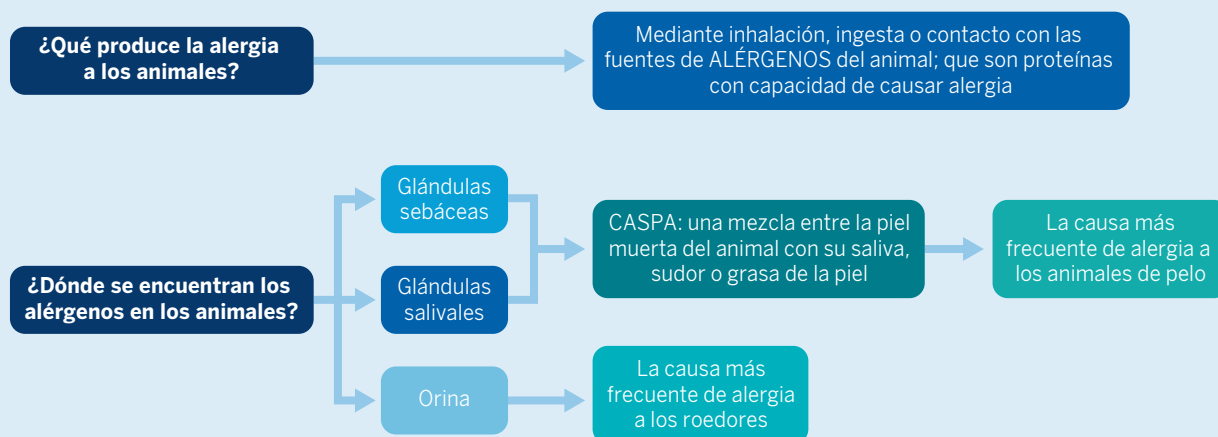 ¿Qué produce la alergia
a los animales?
Mediante inhalación, ingesta o contacto con las
fuentes de ALÉRGENOS del animal; que son proteínas
con capacidad de causar alergia
¿Dónde se encuentran los
alérgenos en los animales?
Glándulas
sebáceas
Glándulas
salivales
CASPA: una mezcla entre la piel
muerta del animal con su saliva,
sudor o grasa de la piel
La causa más
frecuente de alergia a
los animales de pelo
Orina
La causa más
frecuente de alergia
a los roedores